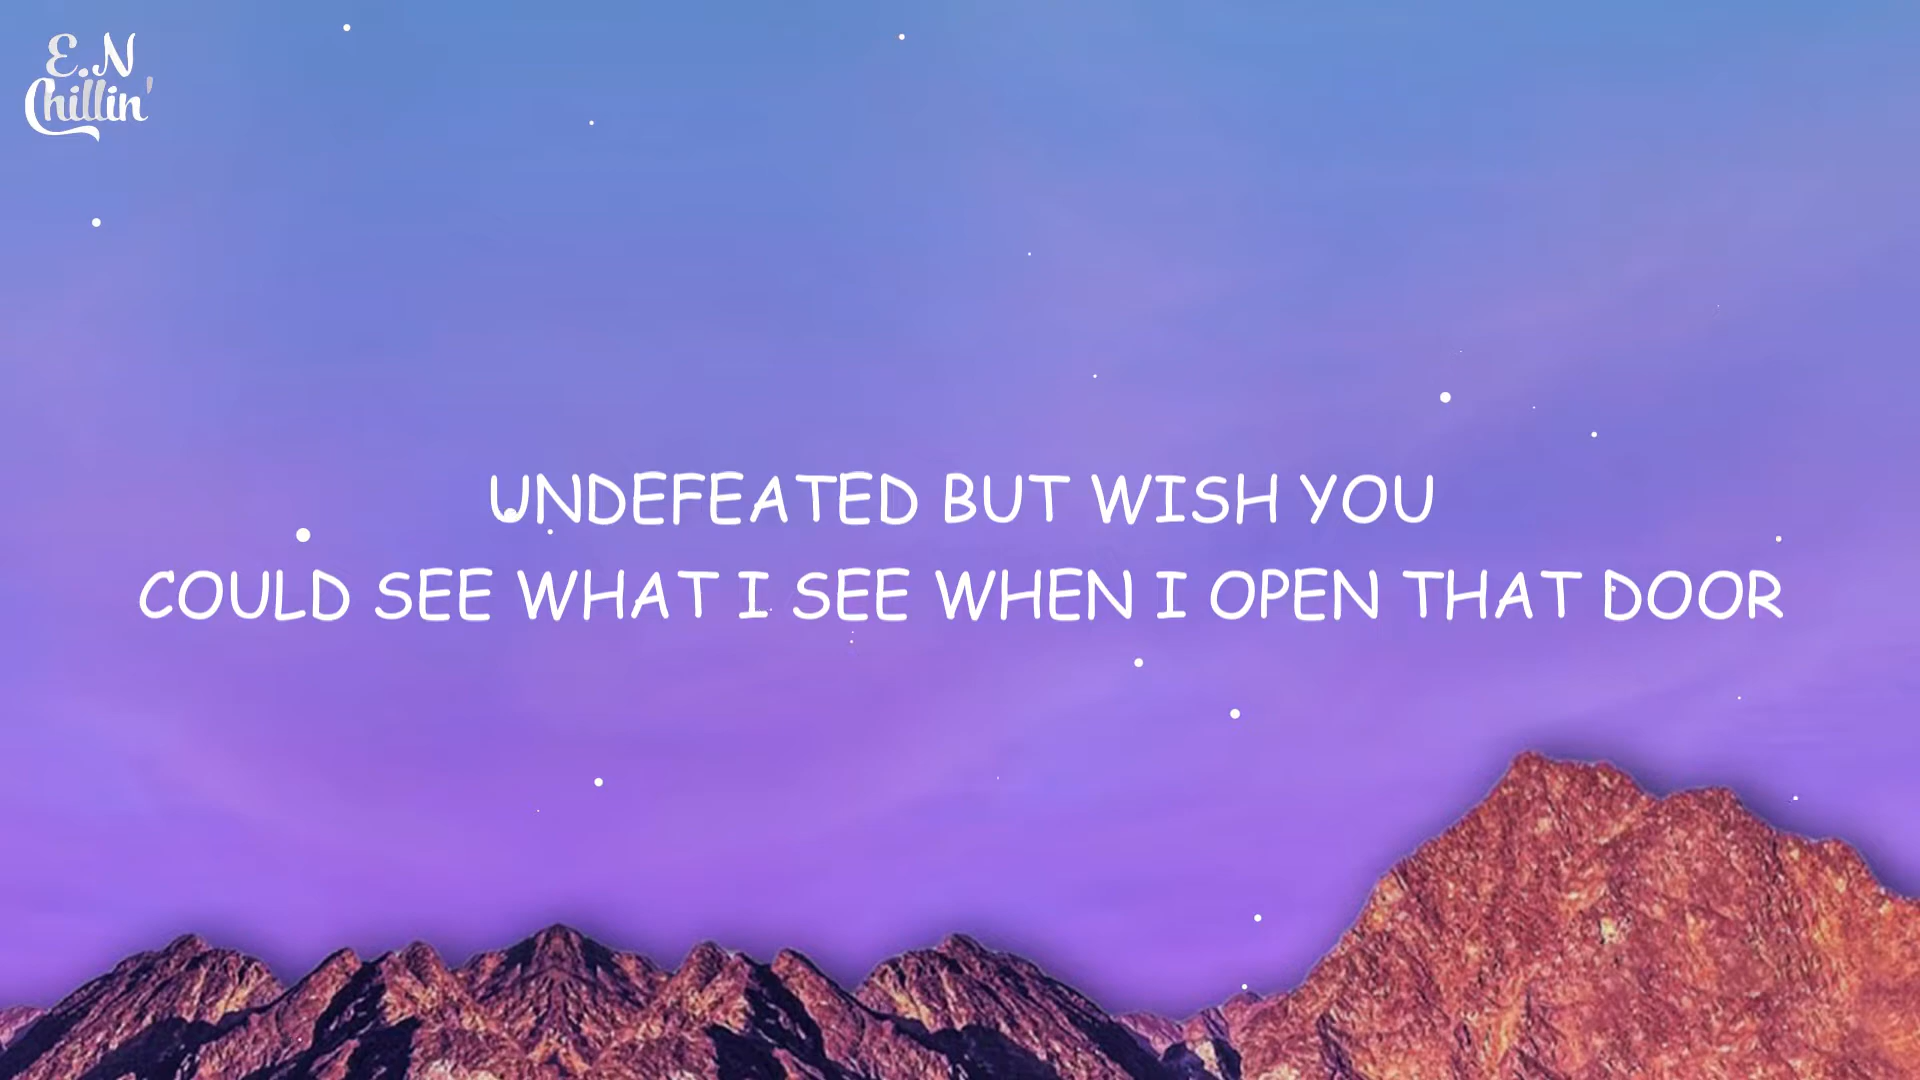 E.N
Chillin'
UNDEFEATED BUT WISH YOU
COULD SEE WHAT I SEE WHEN I OPEN THAT DOOR